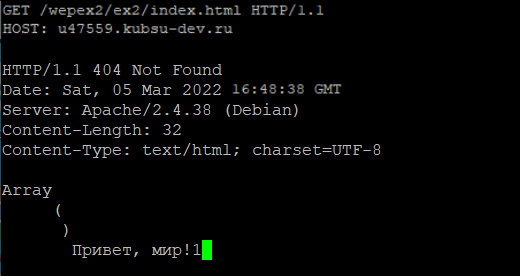 GET /wepex2/ex2/index.html HTTP/1.1
HOST: u47559.kubsu-dev.ru
HTTP/1.1 404 Not Found
Date: Sat, 05 Mar 2022 16:48:38 GMT
Server: Apache/2.4.38 (Debian)
Content-Length: 32
Content-Type: text/html; charset=UTF-8
Array
(
)
Привет, мир!1